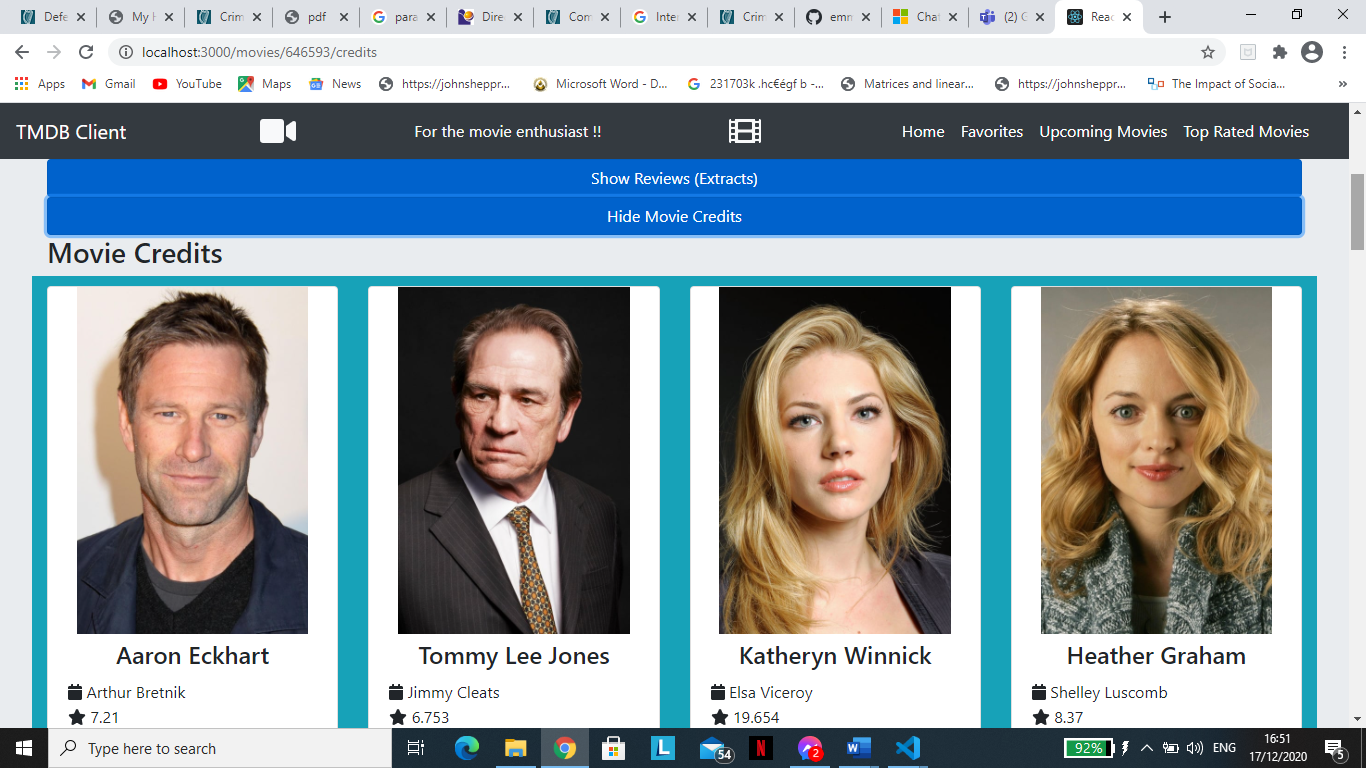 Defe
My H
Crim
pdf
para
Dire
Com
Inter
Crim
emn
Chat
(2) G
Reac
localhost:3000/movies/646593/credits
Apps Gmail YouTube Maps News https://johnsheppr... Microsoft Word - D... 231703k .hc€égf b -... Matrices and linear... https://johnsheppr... The Impact of Socia... »
TMDB Client For the movie enthusiast !! Home Favorites Upcoming Movies Top Rated Movies
Show Reviews (Extracts)
Hide Movie Credits
Movie Credits
Aaron Eckhart
Arthur Bretnik
7.21
Tommy Lee Jones
Jimmy Cleats
6.753
Katheryn Winnick
Elsa Viceroy
19.654
Heather Graham
Shelley Luscomb
8.37
Type here to search
L
54
N
2
W
92%
ENG
16:51
17/12/2020
5